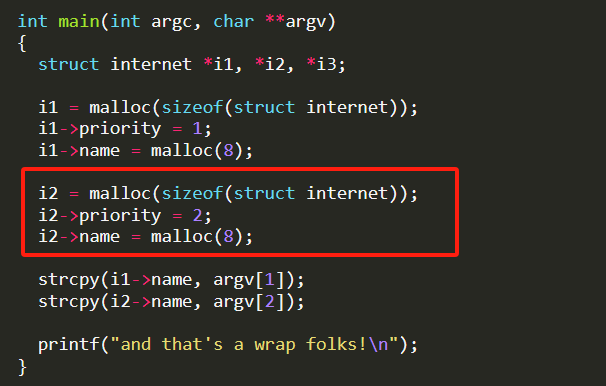 int main(int argc, char **argv)
{
  struct internet *i1, *i2, *i3;

  i1 = malloc(sizeof(struct internet));
  i1->priority = 1;
  i1->name = malloc(8);

  i2 = malloc(sizeof(struct internet));
  i2->priority = 2;
  i2->name = malloc(8);

  strcpy(i1->name, argv[1]);
  strcpy(i2->name, argv[2]);

  printf("and that's a wrap folks!\n");
}